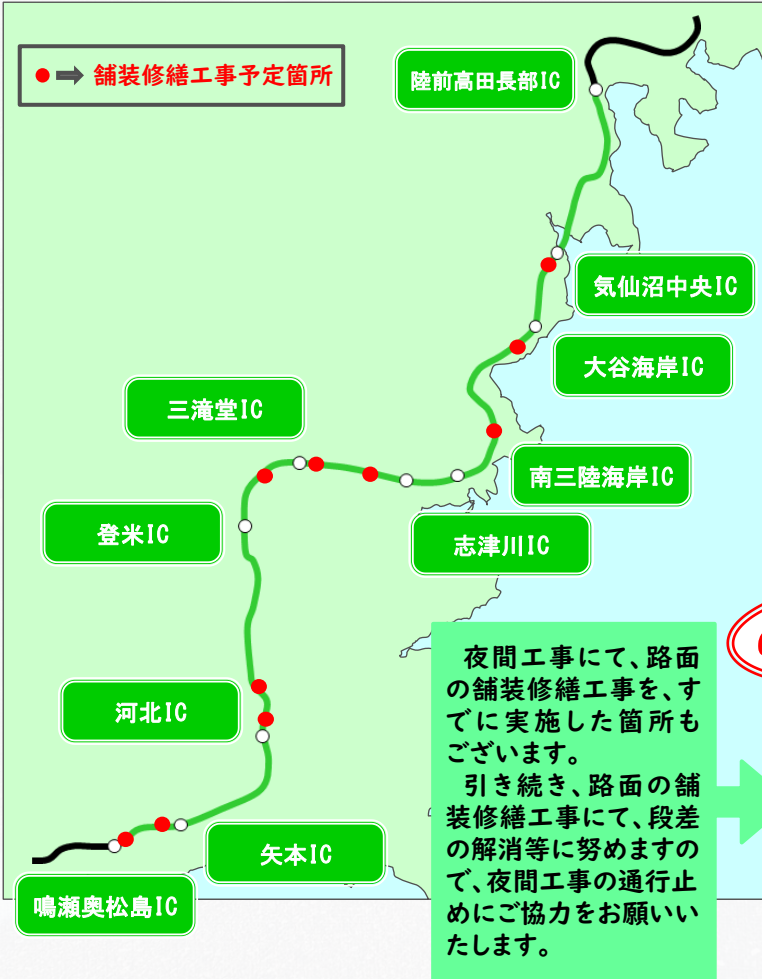 ● ➡ 舗装修繕工事予定箇所
陸前高田長部IC
気仙沼中央IC
大谷海岸IC
三滝堂IC
南三陸海岸IC
登米IC
志津川IC
河北IC
矢本IC
鳴瀬奥松島IC
夜間工事にて、路面
の舗装修繕工事を、す
でに実施した箇所も
ございます。
引き続き、路面の舗
装修繕工事にて、段差
の解消等に努めますの
で、夜間工事の通行止
めにご協力をお願いい
たします。